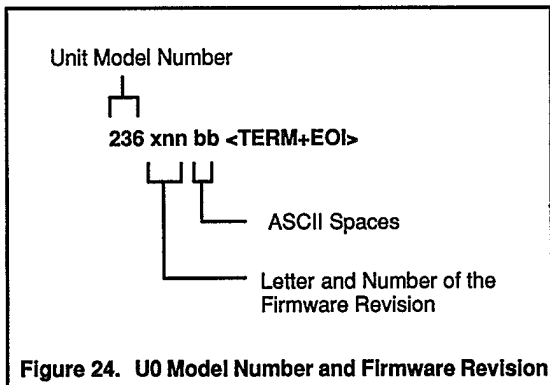 Unit Model Number
236 xnn bb <TERM+EOI>
ASCII Spaces
Letter and Number of the
Firmware Revision
Figure 24. U0 Model Number and Firmware Revision